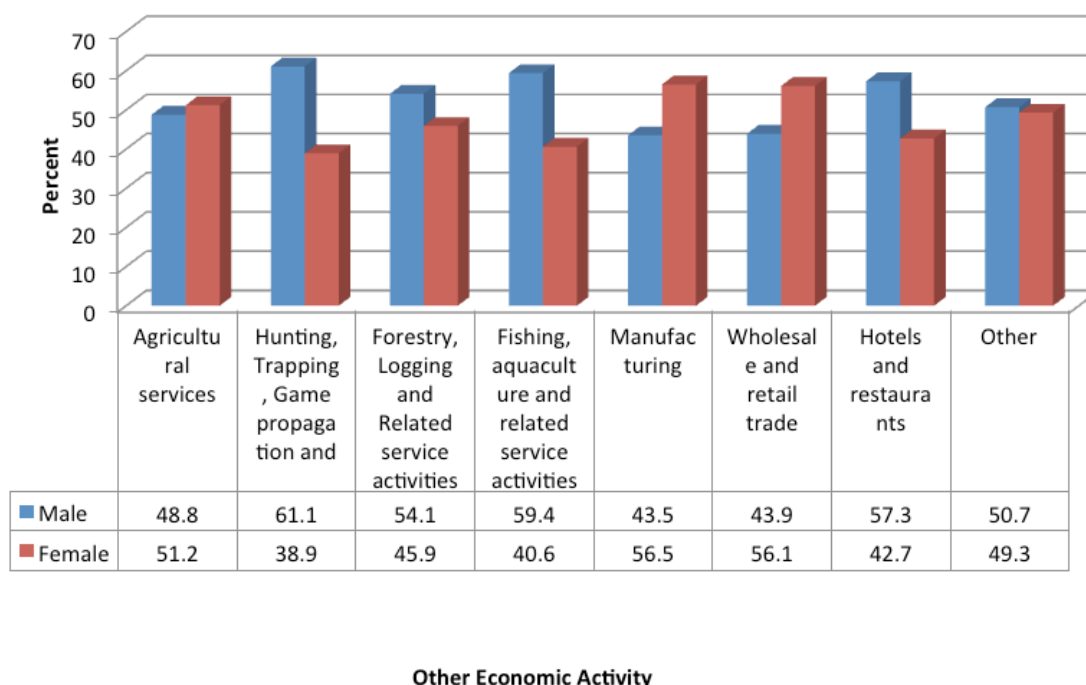 Percent
70
60
50
40
30
20
10
0
Agricultu
ral
services
Hunting,
Trapping
, Game
propaga
tion and
Forestry,
Logging
and
Related
service
activities
Fishing,
aquacult
ure and
related
service
activities
Manufac
turing
Wholesal
e and
retail
trade
Hotels
and
restaura
nts
Other
Male 48.8 61.1 54.1 59.4 43.5 43.9 57.3 50.7
Female 51.2 38.9 45.9 40.6 56.5 56.1 42.7 49.3
Other Economic Activity